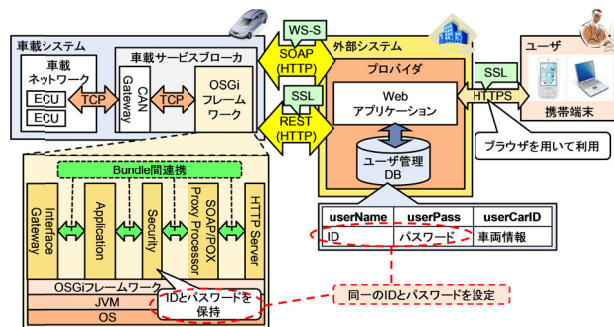 車載システム
車載
ネットワーク
ECU
ECU
TCP
車載サービスブローカ
CAN
Gateway
TCP
OSGi
フレーム
ワーク
WS-S
SOAP
(HTTP)
SSL
REST
(HTTP)
外部システム
プロバイダ
Web
アプリケーション
ユーザ管理
DB
SSL
HTTPS
ユーザ
携帯端末
ブラウザを用いて利用
Bundle間連携
Interface
Gateway
Application
Security
SOAP/POX
Proxy Processor
HTTP Server
OSGiフレームワーク
JVM
OS
IDとパスワードを
保持
userName userPass userCarID
ID パスワード 車両情報
同一のIDとパスワードを設定